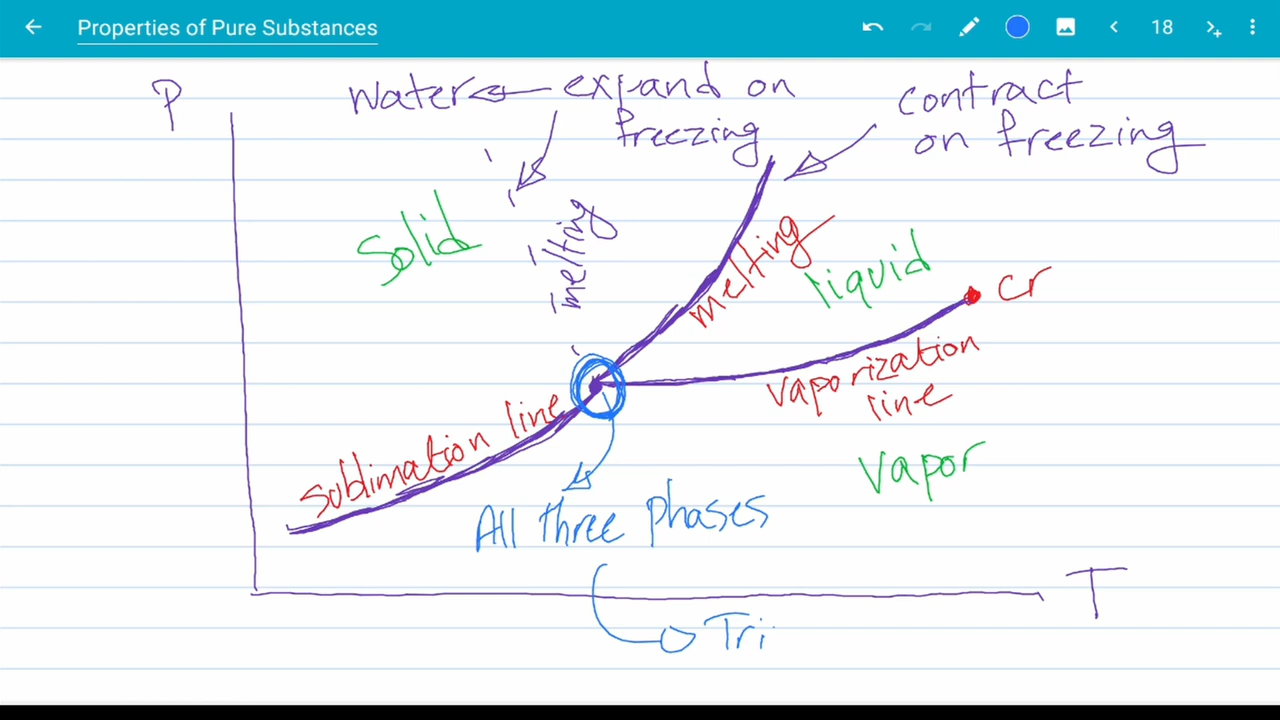 Properties of Pure Substances
18
P
Water
expand on
freezing
contract
on freezing
Solid
melting
melting
liquid
cr
vaporization
line
sublimation line
vapor
All three phases
T
Tri